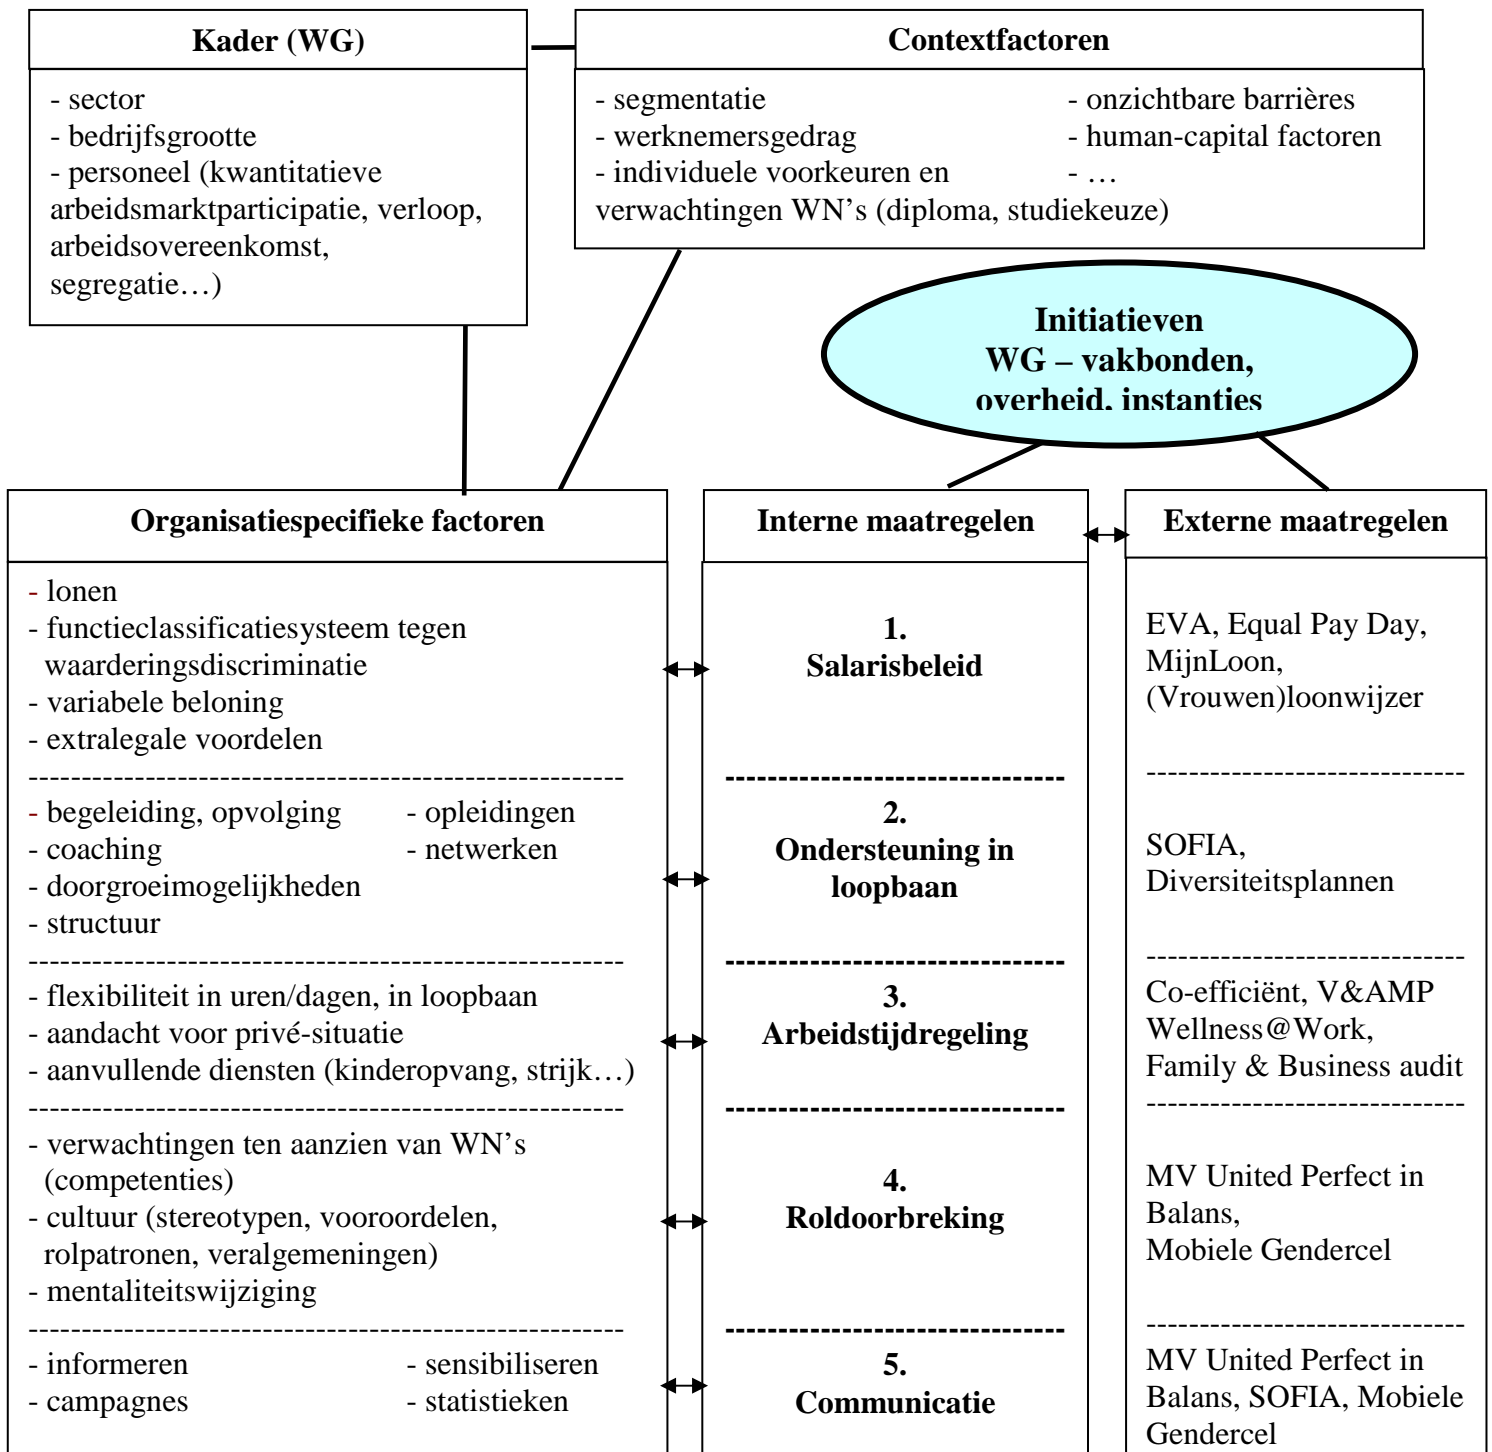 Kader (WG)
- sector
- bedrijfsgrootte
- personeel (kwantitatieve
arbeidsmarktparticipatie, verloop,
arbeidsovereenkomst,
segregatie…)
Contextfactoren
- segmentatie
- werknemersgedrag
- individuele voorkeuren en
verwachtingen WN’s (diploma, studiekeuze)
- onzichtbare barrières
- human-capital factoren
- …
Initiatieven
WG – vakbonden,
overheid, instanties
Organisatiespecifieke factoren
- lonen
- functieclassificatiesysteem tegen
waarderingsdiscriminatie
- variabele beloning
- extralegale voordelen
--------------------------------------------------------
- begeleiding, opvolging - opleidingen
- coaching - netwerken
- doorgroeimogelijkheden
- structuur
--------------------------------------------------------
- flexibiliteit in uren/dagen, in loopbaan
- aandacht voor privé-situatie
- aanvullende diensten (kinderopvang, strijk…)
--------------------------------------------------------
- verwachtingen ten aanzien van WN’s
(competenties)
- cultuur (stereotypen, vooroordelen,
rolpatronen, veralgemeningen)
- mentaliteitswijziging
--------------------------------------------------------
- informeren - sensibiliseren
- campagnes - statistieken
Interne maatregelen
1.
Salarisbeleid
--------------------------------
2.
Ondersteuning in
loopbaan
--------------------------------
3.
Arbeidstijdregeling
--------------------------------
4.
Roldoorbreking
--------------------------------
5.
Communicatie
Externe maatregelen
EVA, Equal Pay Day,
MijnLoon,
(Vrouwen)loonwijzer
------------------------------
SOFIA,
Diversiteitsplannen
------------------------------
Co-efficiënt, V&AMP
Wellness@Work,
Family & Business audit
------------------------------
MV United Perfect in
Balans,
Mobiele Gendercel
------------------------------
MV United Perfect in
Balans, SOFIA, Mobiele
Gendercel